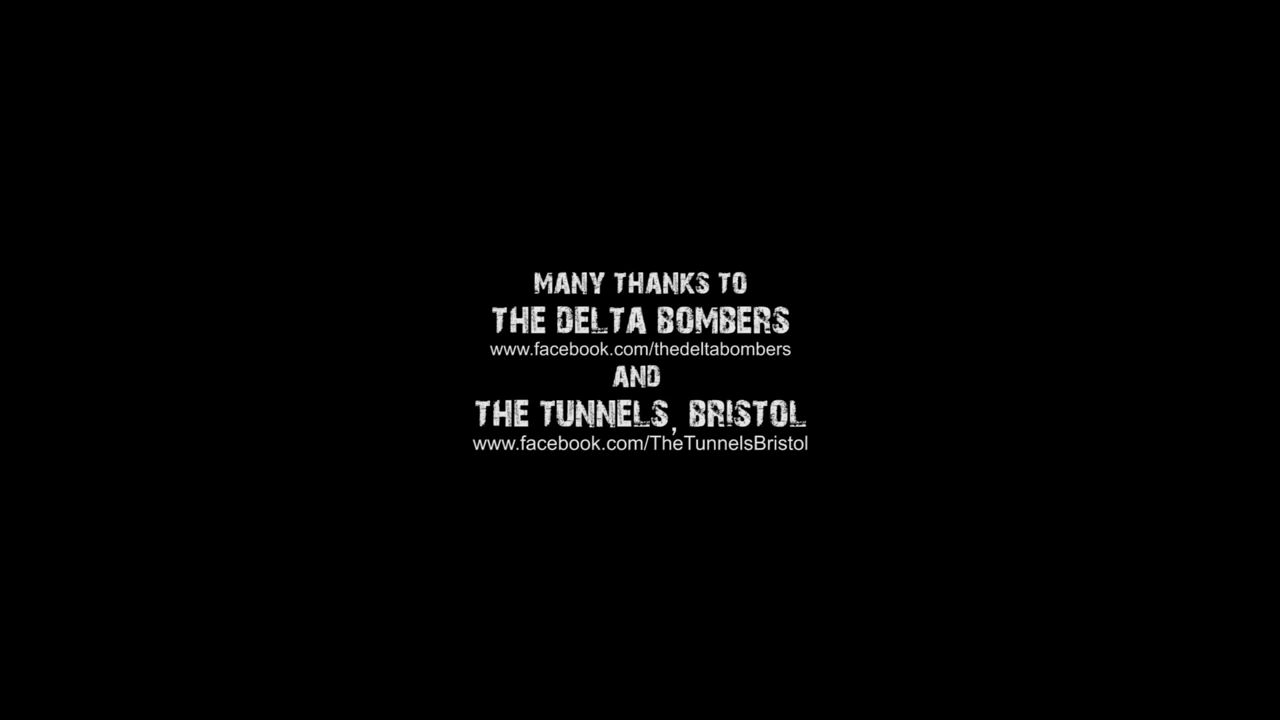 MANY THANKS TO
THE DELTA BOMBERS
www.facebook.com/thedeltabombers
AND
THE TUNNELS, BRISTOL
www.facebook.com/TheTunnelsBristol